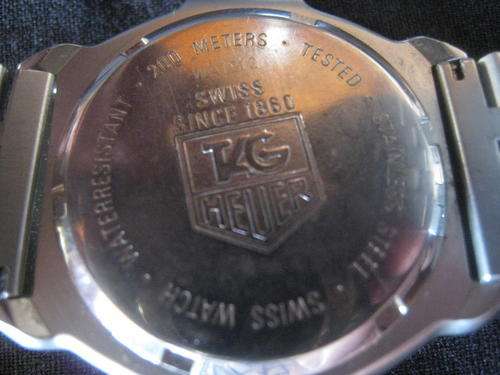 200 METERS • TESTED • STAINLESS STEEL • SWISS WATCH • WATERRESISTANT •
SWISS
SINCE 1860
TAG
HEUER